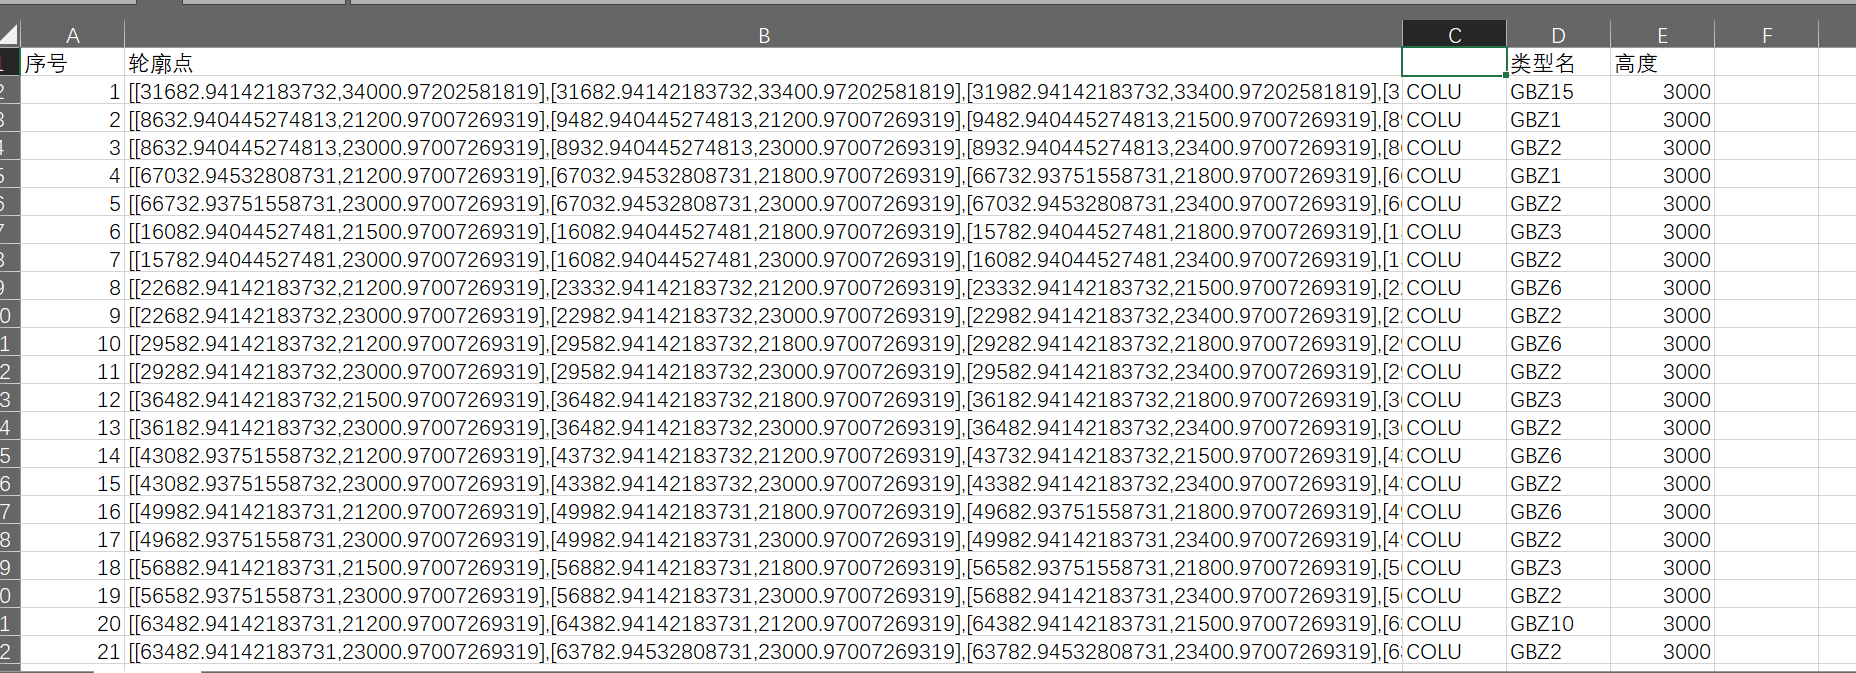 A B C D E F
序号 轮廓点 类型名 高度
1 [[31682.94142183732,34000.97202581819],[31682.94142183732,33400.97202581819],[31982.94142183732,33400.97202581819],[3 COLU GBZ15 3000
2 [[8632.940445274813,21200.97007269319],[9482.940445274813,21200.97007269319],[9482.940445274813,21500.97007269319],[8 COLU GBZ1 3000
3 [[8632.940445274813,23000.97007269319],[8932.940445274813,23000.97007269319],[8932.940445274813,23400.97007269319],[8 COLU GBZ2 3000
4 [[67032.94532808731,21200.97007269319],[67032.94532808731,21800.97007269319],[66732.93751558731,21800.97007269319],[6 COLU GBZ1 3000
5 [[66732.93751558731,23000.97007269319],[67032.94532808731,23000.97007269319],[67032.94532808731,23400.97007269319],[6 COLU GBZ2 3000
6 [[16082.94044527481,21500.97007269319],[16082.94044527481,21800.97007269319],[15782.94044527481,21800.97007269319],[1 COLU GBZ3 3000
7 [[15782.94044527481,23000.97007269319],[16082.94044527481,23000.97007269319],[16082.94044527481,23400.97007269319],[1 COLU GBZ2 3000
8 [[22682.94142183732,21200.97007269319],[23332.94142183732,21200.97007269319],[23332.94142183732,21500.97007269319],[2 COLU GBZ6 3000
9 [[22682.94142183732,23000.97007269319],[22982.94142183732,23000.97007269319],[22982.94142183732,23400.97007269319],[2 COLU GBZ2 3000
10 [[29582.94142183732,21200.97007269319],[29582.94142183732,21800.97007269319],[29282.94142183732,21800.97007269319],[2 COLU GBZ6 3000
11 [[29282.94142183732,23000.97007269319],[29582.94142183732,23000.97007269319],[29582.94142183732,23400.97007269319],[2 COLU GBZ2 3000
12 [[36482.94142183732,21500.97007269319],[36482.94142183732,21800.97007269319],[36182.94142183732,21800.97007269319],[3 COLU GBZ3 3000
13 [[36182.94142183732,23000.97007269319],[36482.94142183732,23000.97007269319],[36482.94142183732,23400.97007269319],[3 COLU GBZ2 3000
14 [[43082.93751558732,21200.97007269319],[43732.94142183732,21200.97007269319],[43732.94142183732,21500.97007269319],[4 COLU GBZ6 3000
15 [[43082.93751558732,23000.97007269319],[43382.94142183732,23000.97007269319],[43382.94142183732,23400.97007269319],[4 COLU GBZ2 3000
16 [[49982.94142183731,21200.97007269319],[49982.94142183731,21800.97007269319],[49682.93751558731,21800.97007269319],[4 COLU GBZ6 3000
17 [[49682.93751558731,23000.97007269319],[49982.94142183731,23000.97007269319],[49982.94142183731,23400.97007269319],[4 COLU GBZ2 3000
18 [[56882.94142183731,21500.97007269319],[56882.94142183731,21800.97007269319],[56582.93751558731,21800.97007269319],[5 COLU GBZ3 3000
19 [[56582.93751558731,23000.97007269319],[56882.94142183731,23000.97007269319],[56882.94142183731,23400.97007269319],[5 COLU GBZ2 3000
20 [[63482.94142183731,21200.97007269319],[64382.94142183731,21200.97007269319],[64382.94142183731,21500.97007269319],[6 COLU GBZ10 3000
21 [[63482.94142183731,23000.97007269319],[63782.94532808731,23000.97007269319],[63782.94532808731,23400.97007269319],[6 COLU GBZ2 3000